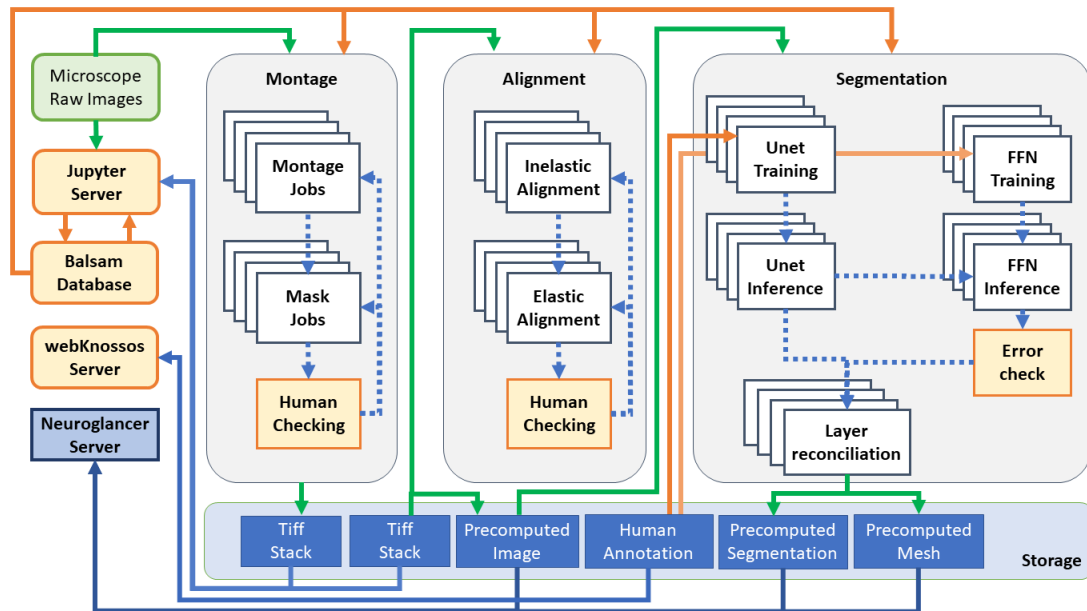 Microscope
Raw Images
Jupyter
Server
Balsam
Database
webKnossos
Server
Neuroglancer
Server
Montage
Montage
Jobs
Mask
Jobs
Human
Checking
Alignment
Inelastic
Alignment
Elastic
Alignment
Human
Checking
Segmentation
Unet
Training
FFN
Training
Unet
Inference
FFN
Inference
Error
check
Layer
reconciliation
Tiff
Stack
Tiff
Stack
Precomputed
Image
Human
Annotation
Precomputed
Segmentation
Precomputed
Mesh
Storage